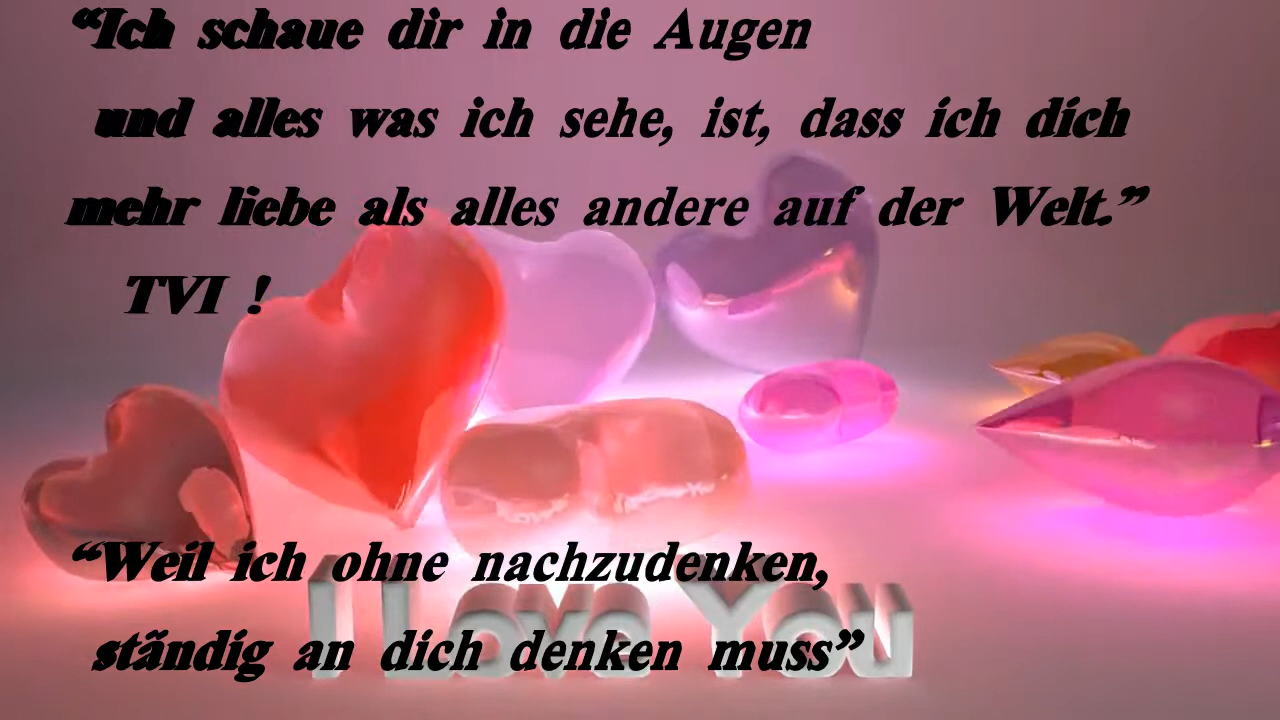 “Ich schaue dir in die Augen
und alles was ich sehe, ist, dass ich dich
mehr liebe als alles andere auf der Welt.”
TVI !
“Weil ich ohne nachzudenken,
I Love You
ständig an dich denken muss”